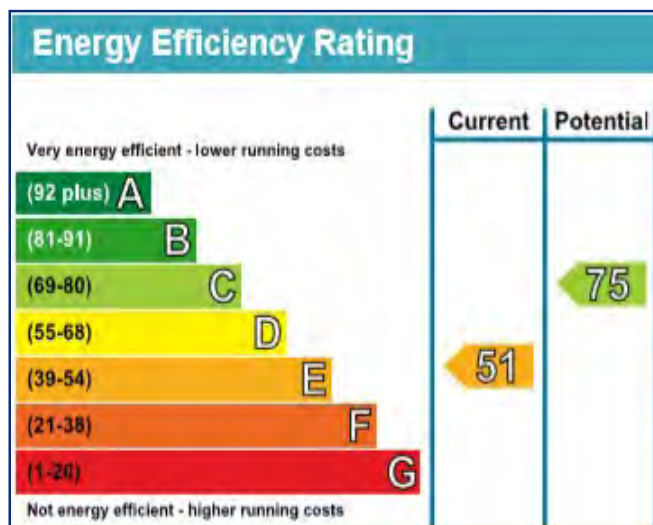 Energy Efficiency Rating
Current Potential
Very energy efficient - lower running costs
(92 plus) A
(81-91) B
(69-80) C
75
(55-68) D
(39-54) E
51
(21-38) F
(1-20) G
Not energy efficient - higher running costs